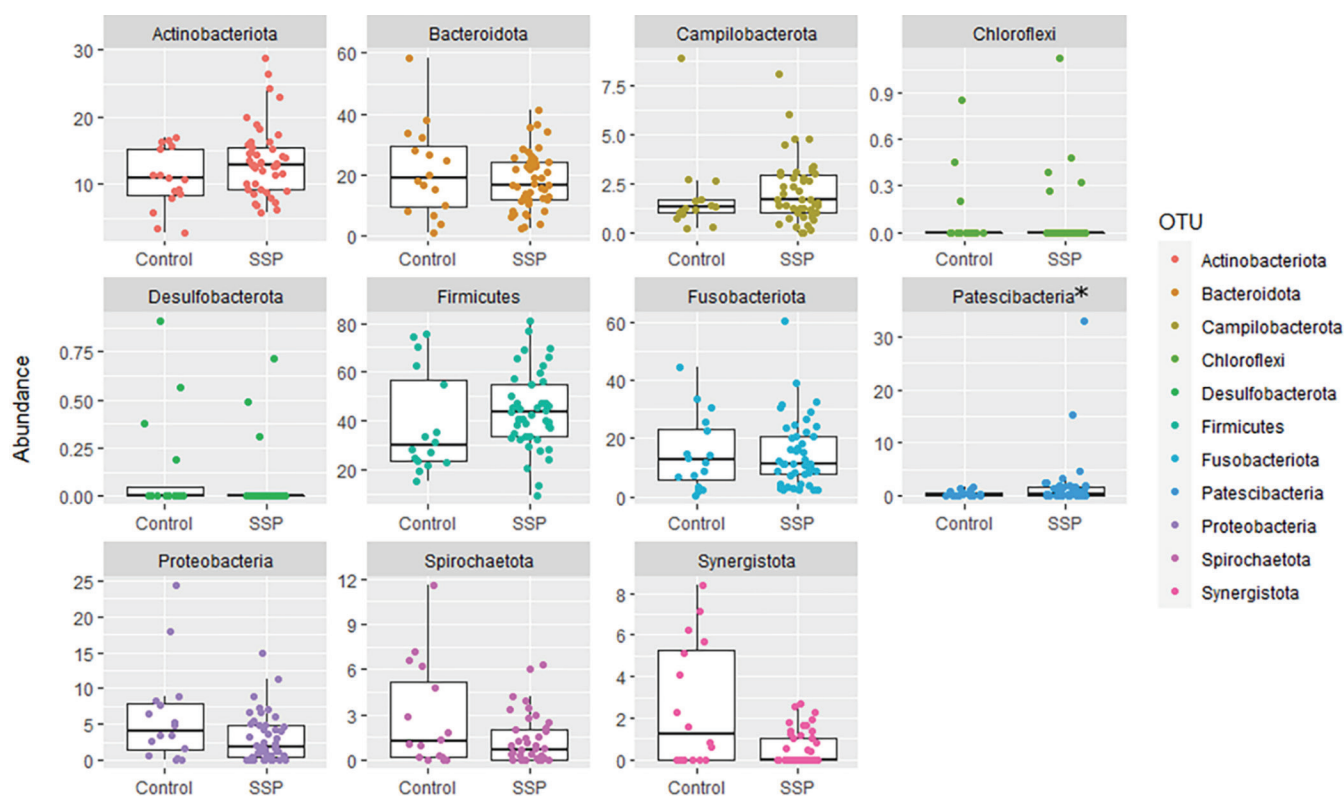 Actinobacteriota
Bacteroidota
Campilobacterota
Chloroflexi
30
20
10
60
40
20
0
7.5
5.0
2.5
0.0
0.9
0.6
0.3
0.0
Control SSP
Control SSP
Control SSP
Control SSP
Desulfobacterota
Firmicutes
Fusobacteriota
Patescibacteria*
0.75
0.50
0.25
0.00
80
60
40
20
60
40
20
0
30
20
10
0
Control SSP
Control SSP
Control SSP
Control SSP
Proteobacteria
Spirochaetota
Synergistota
25
20
15
10
5
0
12
9
6
3
0
8
6
4
2
0
Control SSP
Control SSP
Control SSP
Abundance
OTU
Actinobacteriota
Bacteroidota
Campilobacterota
Chloroflexi
Desulfobacterota
Firmicutes
Fusobacteriota
Patescibacteria
Proteobacteria
Spirochaetota
Synergistota